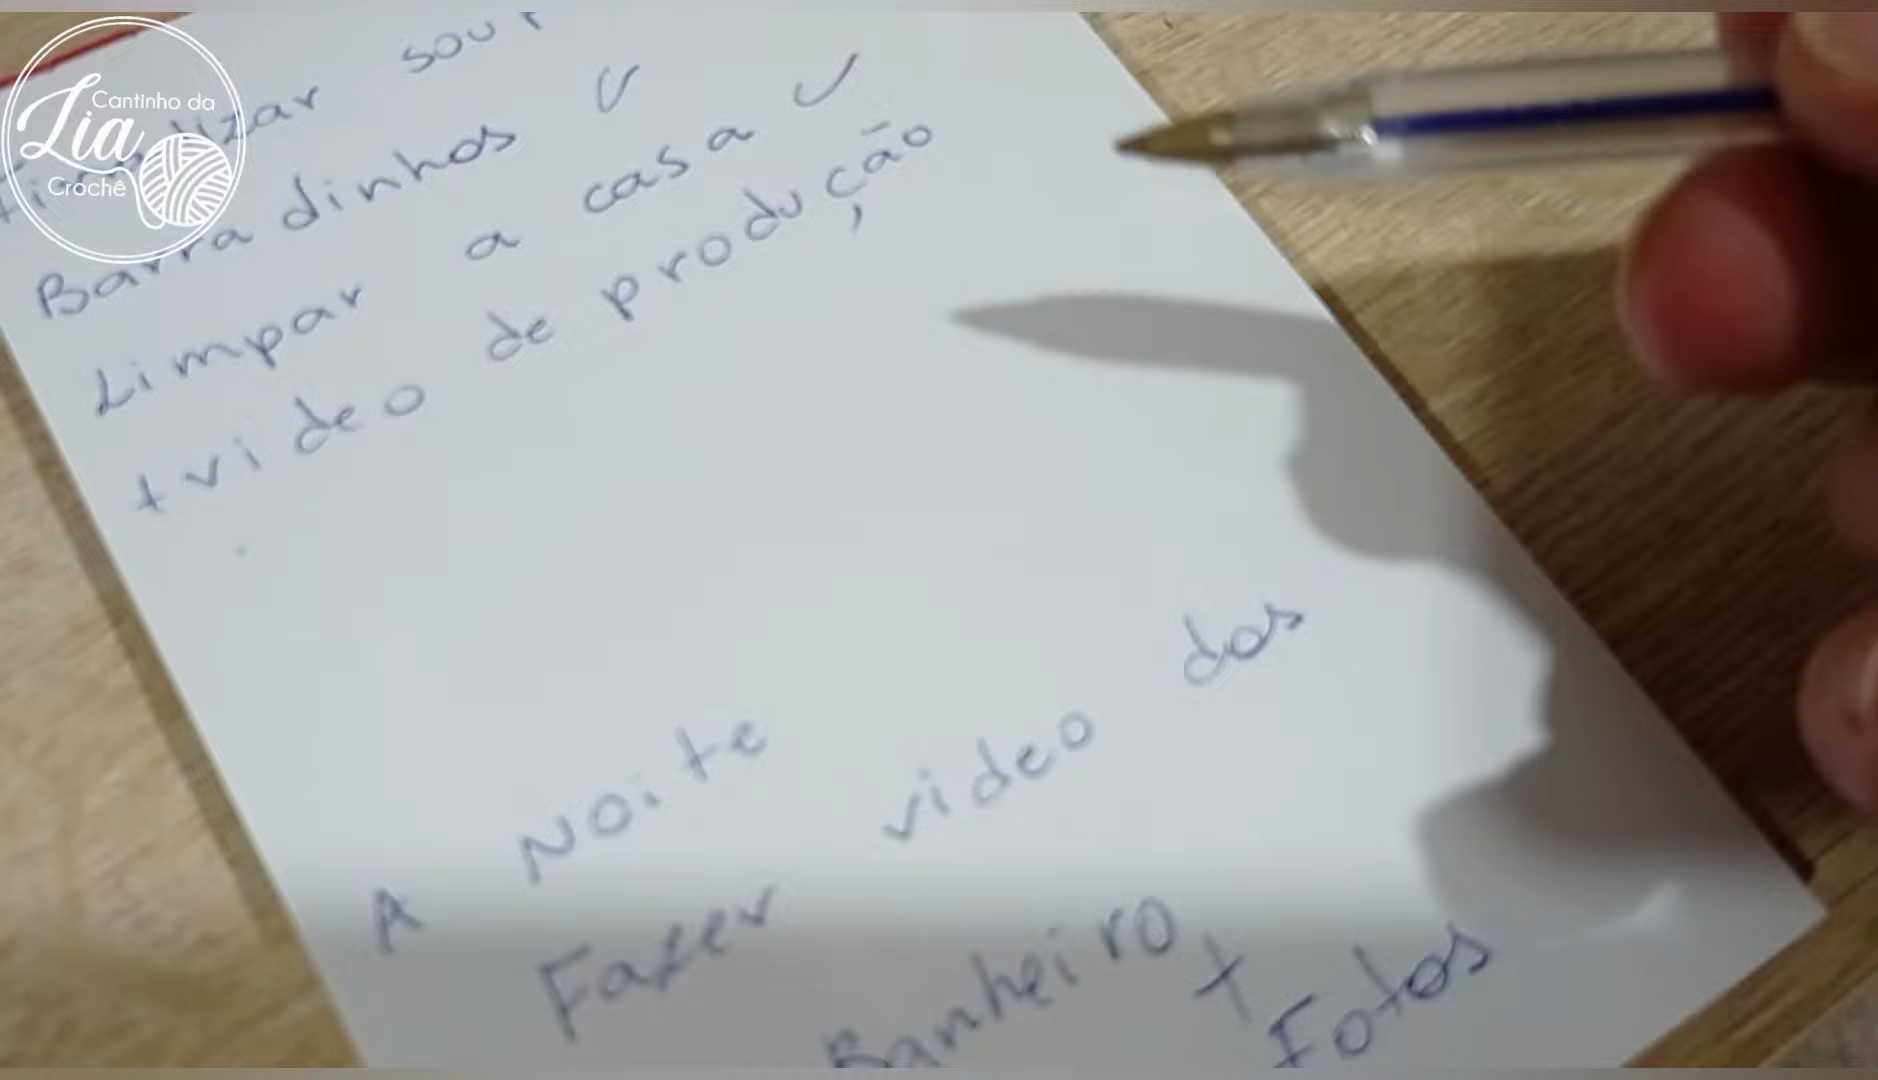 Cantinho da
Lia
Crochê
Barradinhos ✓
Limpar a casa ✓
+ video de produção
A Noite
Fazer video dos
Banheiro + Fotos